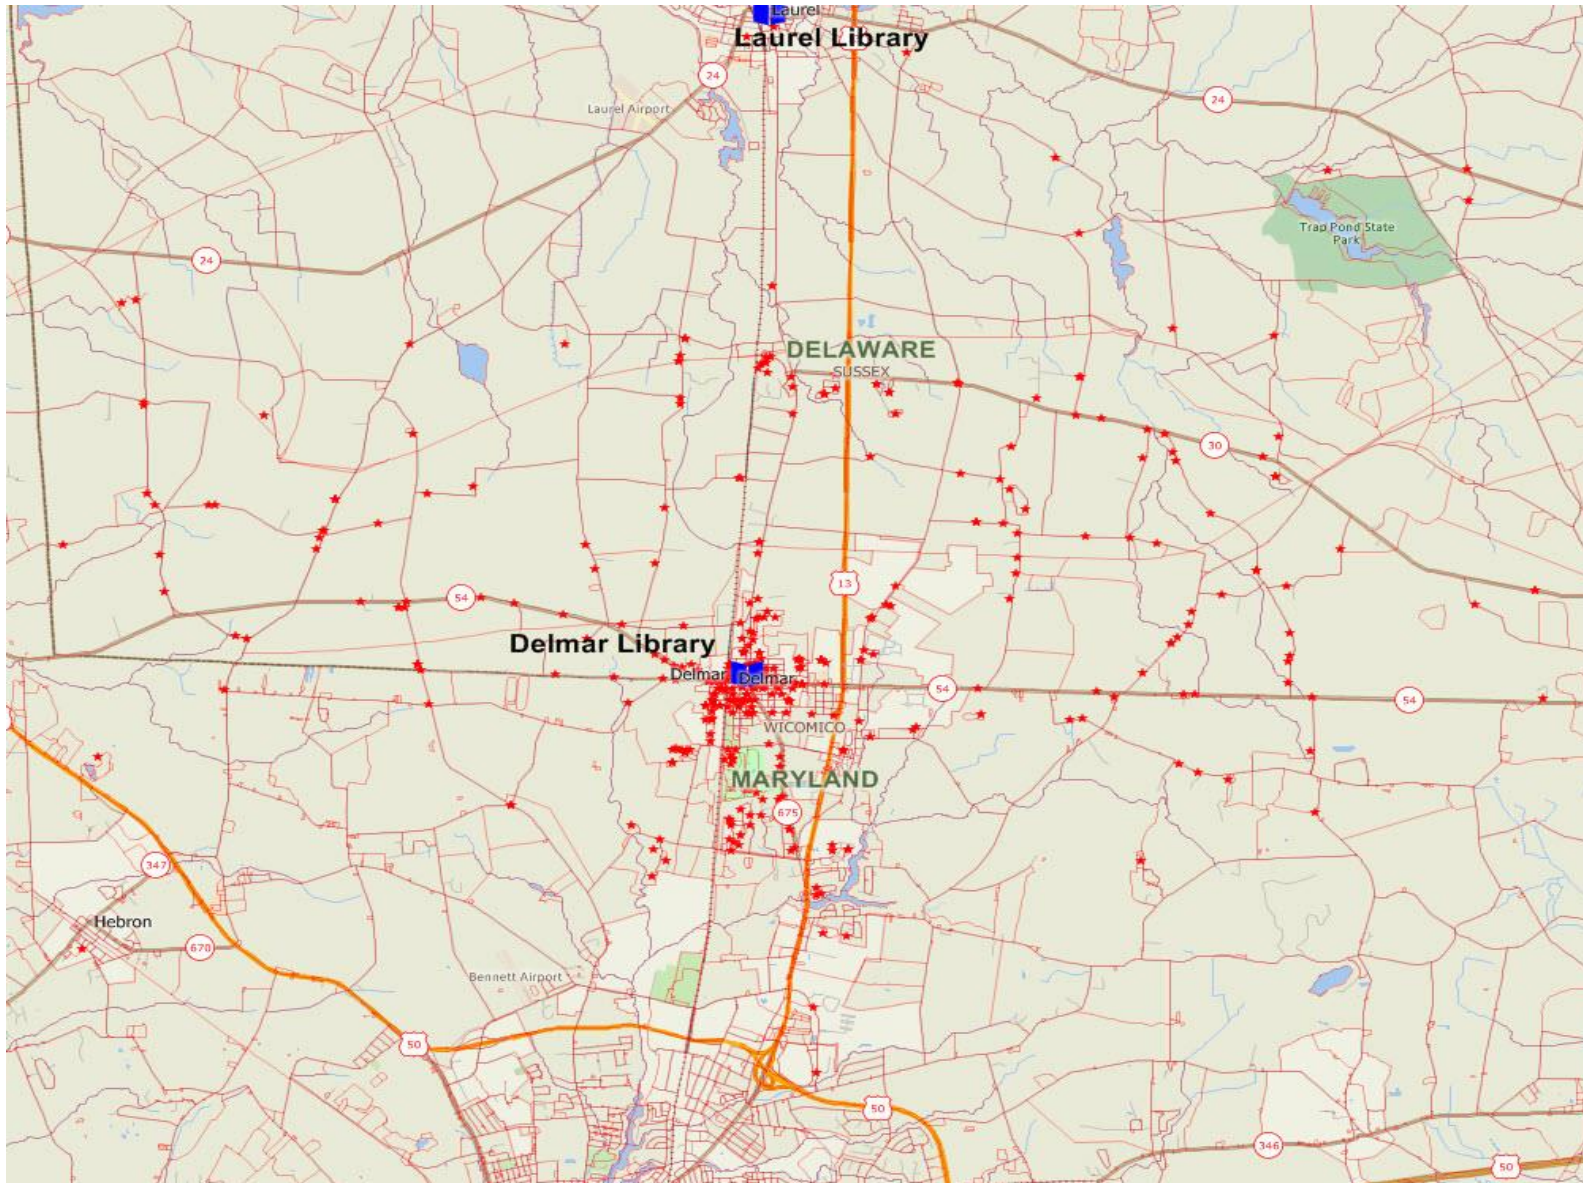 Laurel
Laurel Library
24
Laurel Airport
24
Trap Pond State
Park
24
DELAWARE
SUSSEX
30
13
54
Delmar Library
Delmar
Delmar
54
54
WICOMICO
MARYLAND
675
347
Hebron
670
Bennett Airport
50
50
346
50